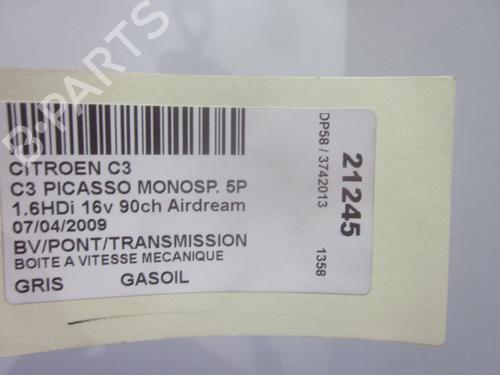 CITROEN C3
C3 PICASSO MONOSP. 5P
1.6HDi 16v 90ch Airdream
07/04/2009
BV/PONT/TRANSMISSION
BOITE A VITESSE MECANIQUE
GRIS GASOIL
21245
DP58 / 3742013
1358
B-PARTS